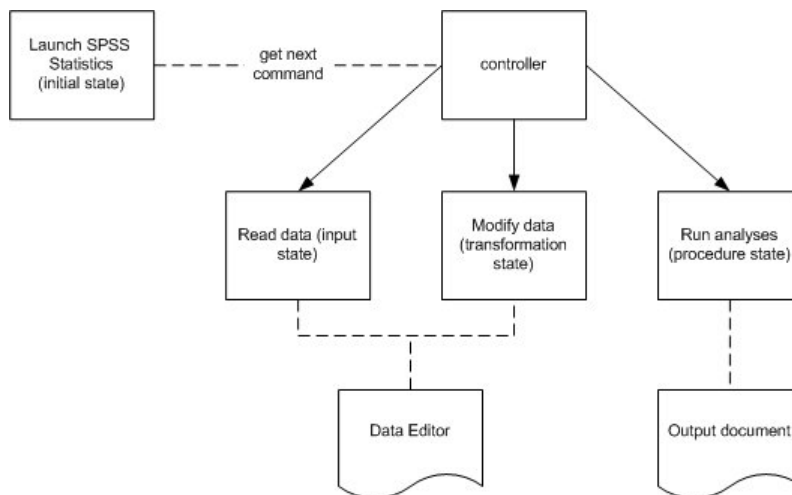 Launch SPSS
Statistics
(initial state)
get next
command
controller
Read data (input
state)
Modify data
(transformation
state)
Run analyses
(procedure state)
Data Editor
Output document